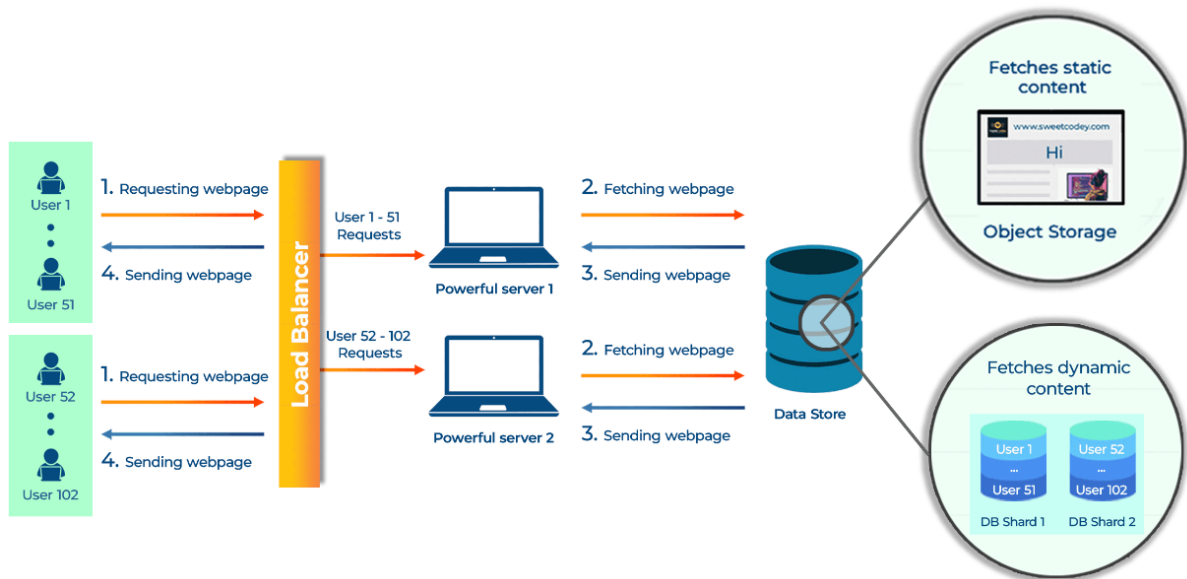 User 1
User 51
1. Requesting webpage
4. Sending webpage
User 52
User 102
1. Requesting webpage
4. Sending webpage
Load Balancer
User 1 - 51
Requests
User 52 - 102
Requests
Powerful server 1
Powerful server 2
2. Fetching webpage
3. Sending webpage
2. Fetching webpage
3. Sending webpage
Data Store
Fetches static
content
www.sweetcodey.com
Hi
Object Storage
Fetches dynamic
content
User 1
...
User 51
DB Shard 1
User 52
...
User 102
DB Shard 2